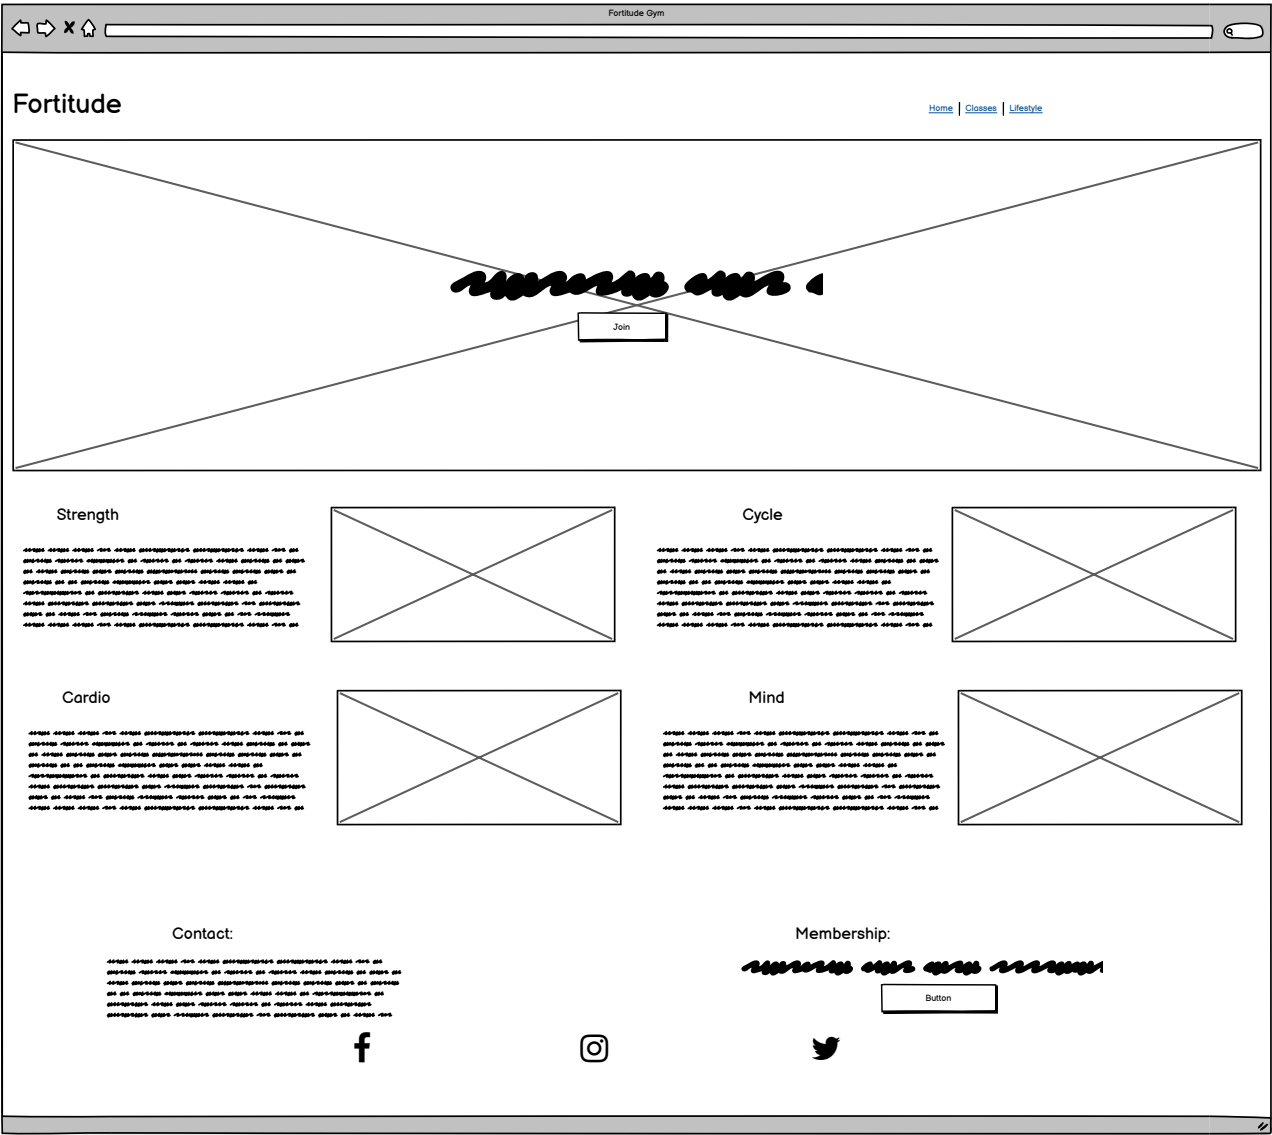 Fortitude Gym
Fortitude
Home | Classes | Lifestyle
Join
Strength
Cycle
Cardio
Mind
Contact:
Membership:
Button